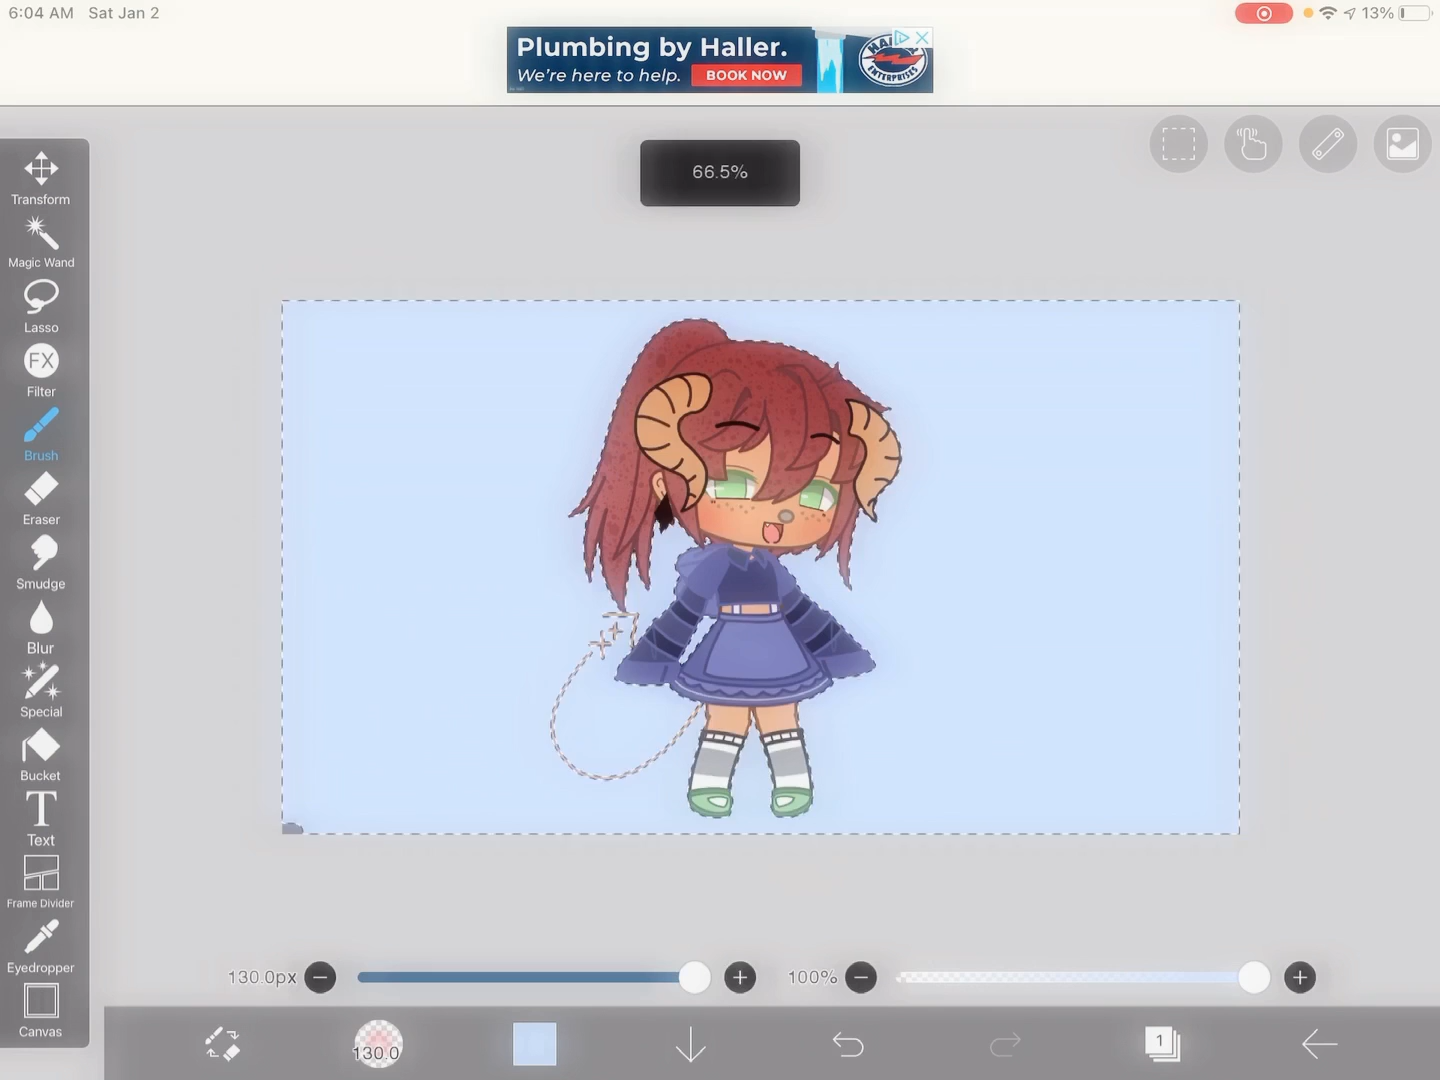 6:04 AM Sat Jan 2
13%
Plumbing by Haller.
We're here to help. BOOK NOW
ENTERPRISES
66.5%
Transform
Magic Wand
Lasso
FX
Filter
Brush
Eraser
Smudge
Blur
Special
Bucket
T
Text
Frame Divider
Eyedropper
Canvas
130.0px
100%
130.0
1